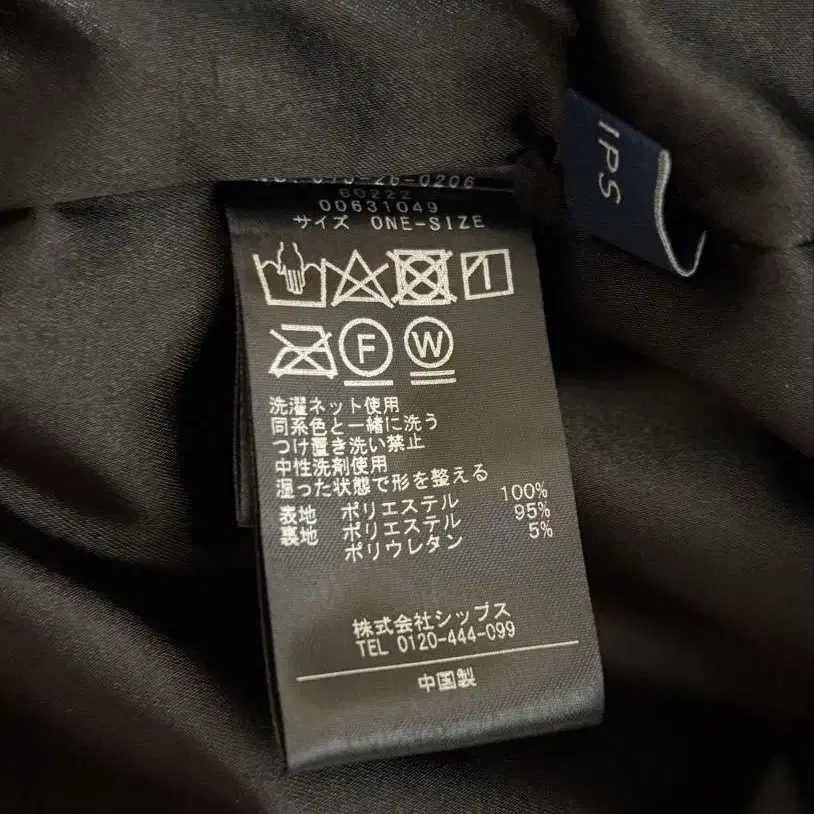 60222
00631049
サイズ ONE-SIZE
F W
洗濯ネット使用
同系色と一緒に洗う
つけ置き洗い禁止
中性洗剤使用
湿った状態で形を整える
表地 ポリエステル 100%
裏地 ポリエステル 95%
ポリウレタン 5%
株式会社シップス
TEL 0120-444-099
中国製
IPS